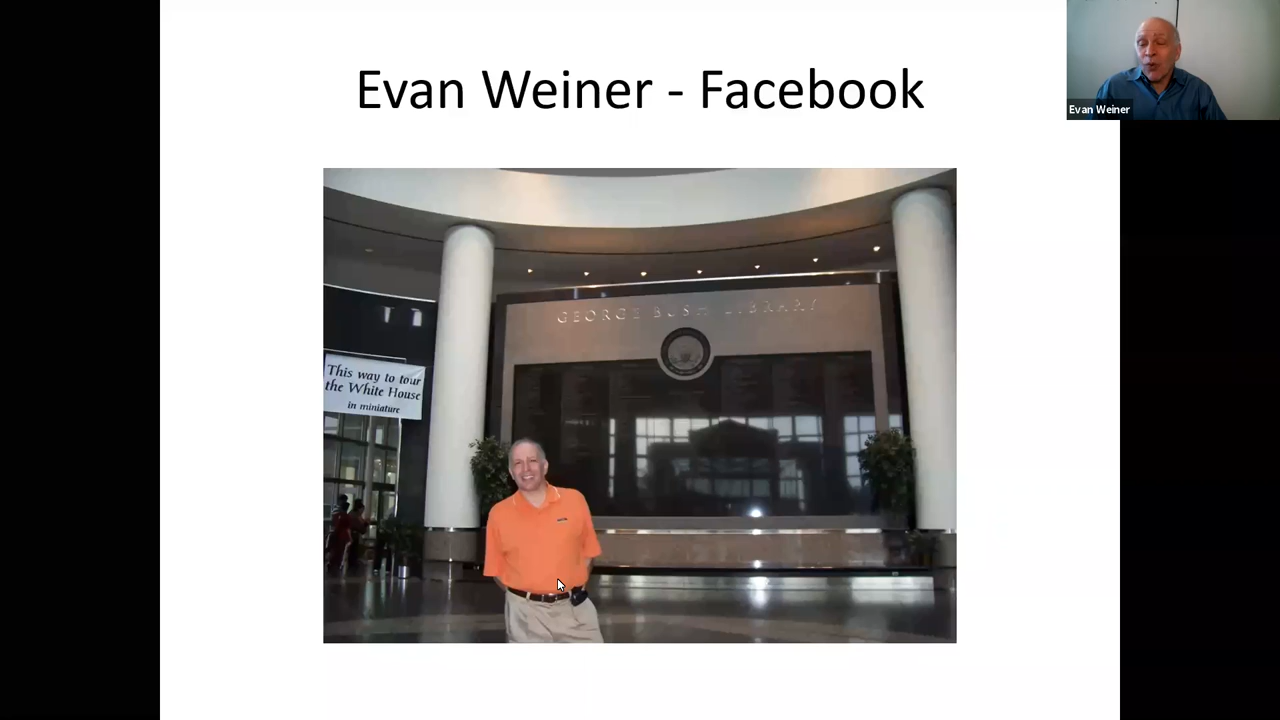 Evan Weiner - Facebook
Evan Weiner
GEORGE BUSH LIBRARY
This way to tour
the White House
in miniature